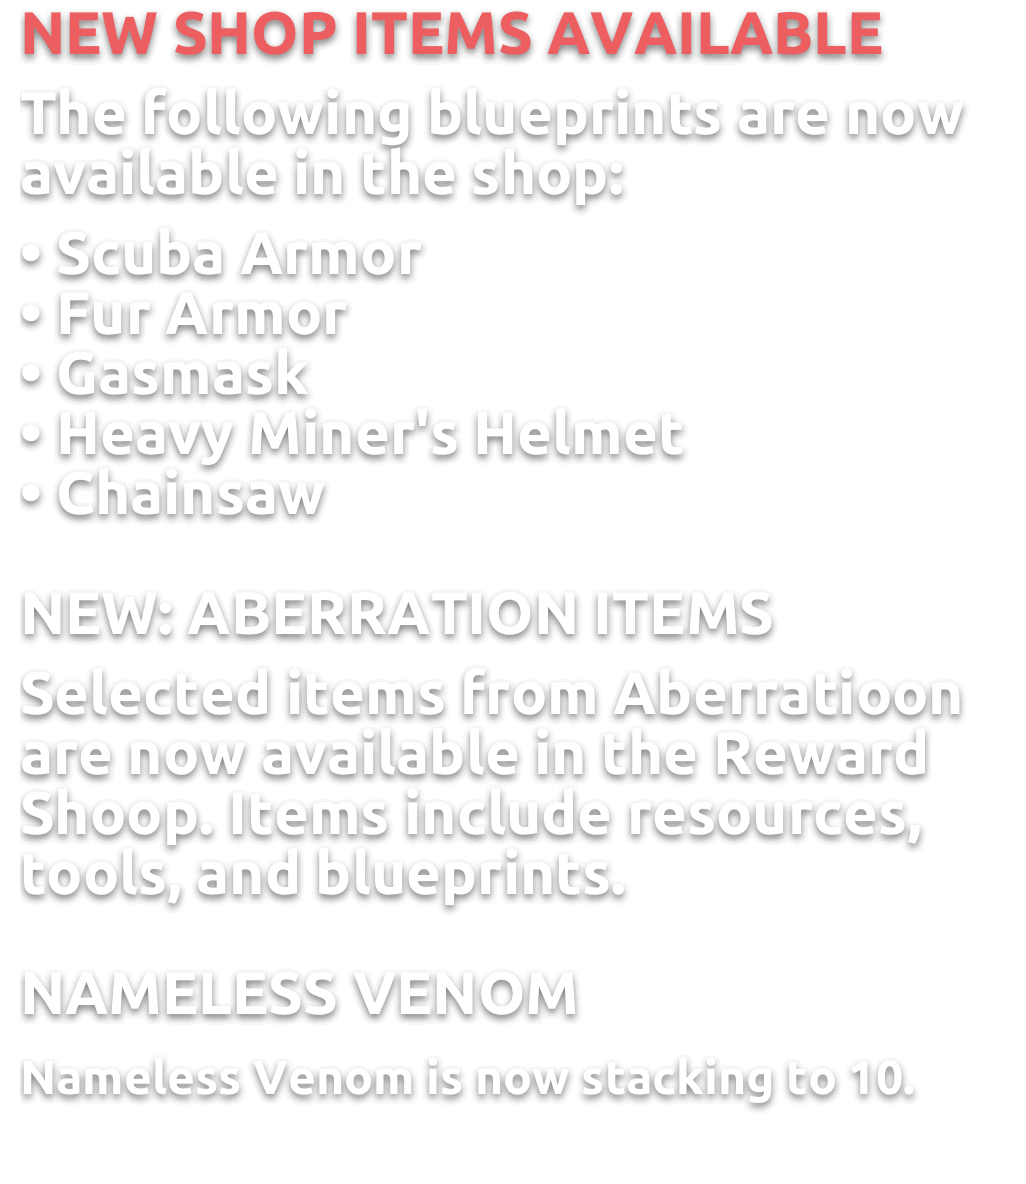 NEW SHOP ITEMS AVAILABLE
The following blueprints are now
available in the shop:
• Scuba Armor
• Fur Armor
• Gasmask
• Heavy Miner's Helmet
• Chainsaw
NEW: ABERRATION ITEMS
Selected items from Aberratioon
are now available in the Reward
Shoop. Items include resources,
tools, and blueprints.
NAMELESS VENOM
Nameless Venom is now stacking to 10.